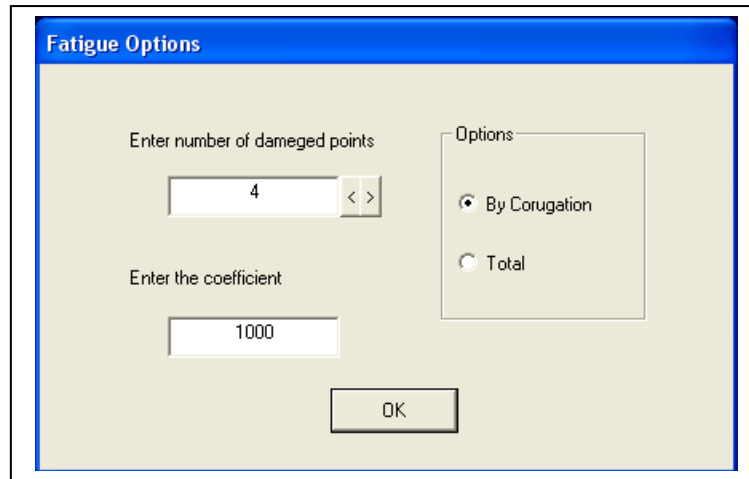 Fatigue Options
Enter number of dameged points
4
< >
Enter the coefficient
1000
Options
By Corugation
Total
OK